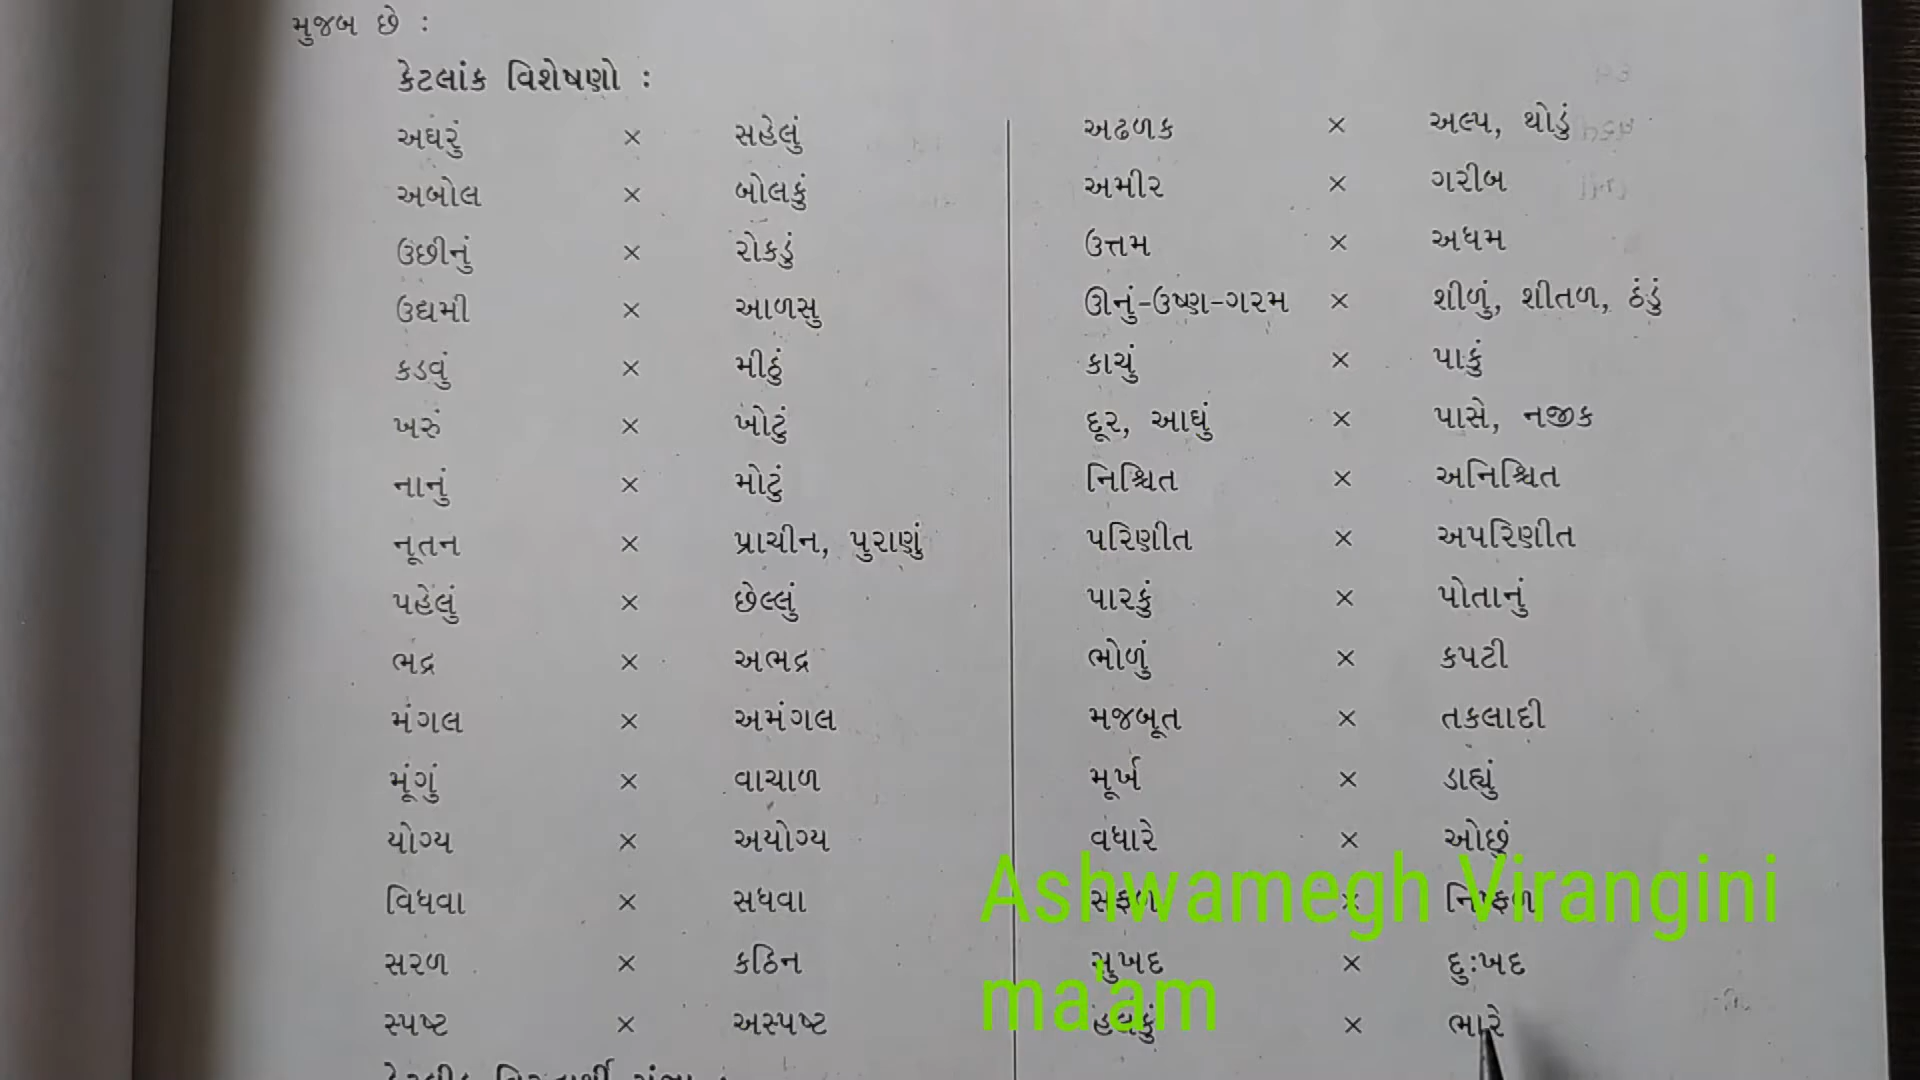 મુજબ છે :
કેટલાંક વિશેષણો :
અઘરું × સહેલું
અબોલ × બોલકું
ઉછીનું × રોકડું
ઉદ્યમી × આળસુ
કડવું × મીઠું
ખરું × ખોટું
નાનું × મોટું
નૂતન × પ્રાચીન, પુરાણું
પહેલું × છેલ્લું
ભદ્ર × અભદ્ર
મંગલ × અમંગલ
મૂંગું × વાચાળ
યોગ્ય × અયોગ્ય
વિધવા × સધવા
સરળ × કઠિન
સ્પષ્ટ × અસ્પષ્ટ
અઢળક × અલ્પ, થોડું
અમીર × ગરીબ
ઉત્તમ × અધમ
ઊનું-ઉષ્ણ-ગરમ × શીળું, શીતળ, ઠંડું
કાચું × પાકું
દૂર, આઘું × પાસે, નજીક
નિશ્ચિત × અનિશ્ચિત
પરિણીત × અપરિણીત
પારકું × પોતાનું
ભોળું × કપટી
મજબૂત × તકલાદી
મૂર્ખ × ડાહ્યું
વધારે × ઓછું
સફળ × નિષ્ફળ
સુખદ × દુઃખદ
હલકું × ભારે
Ashwamegh Virangini
ma'am